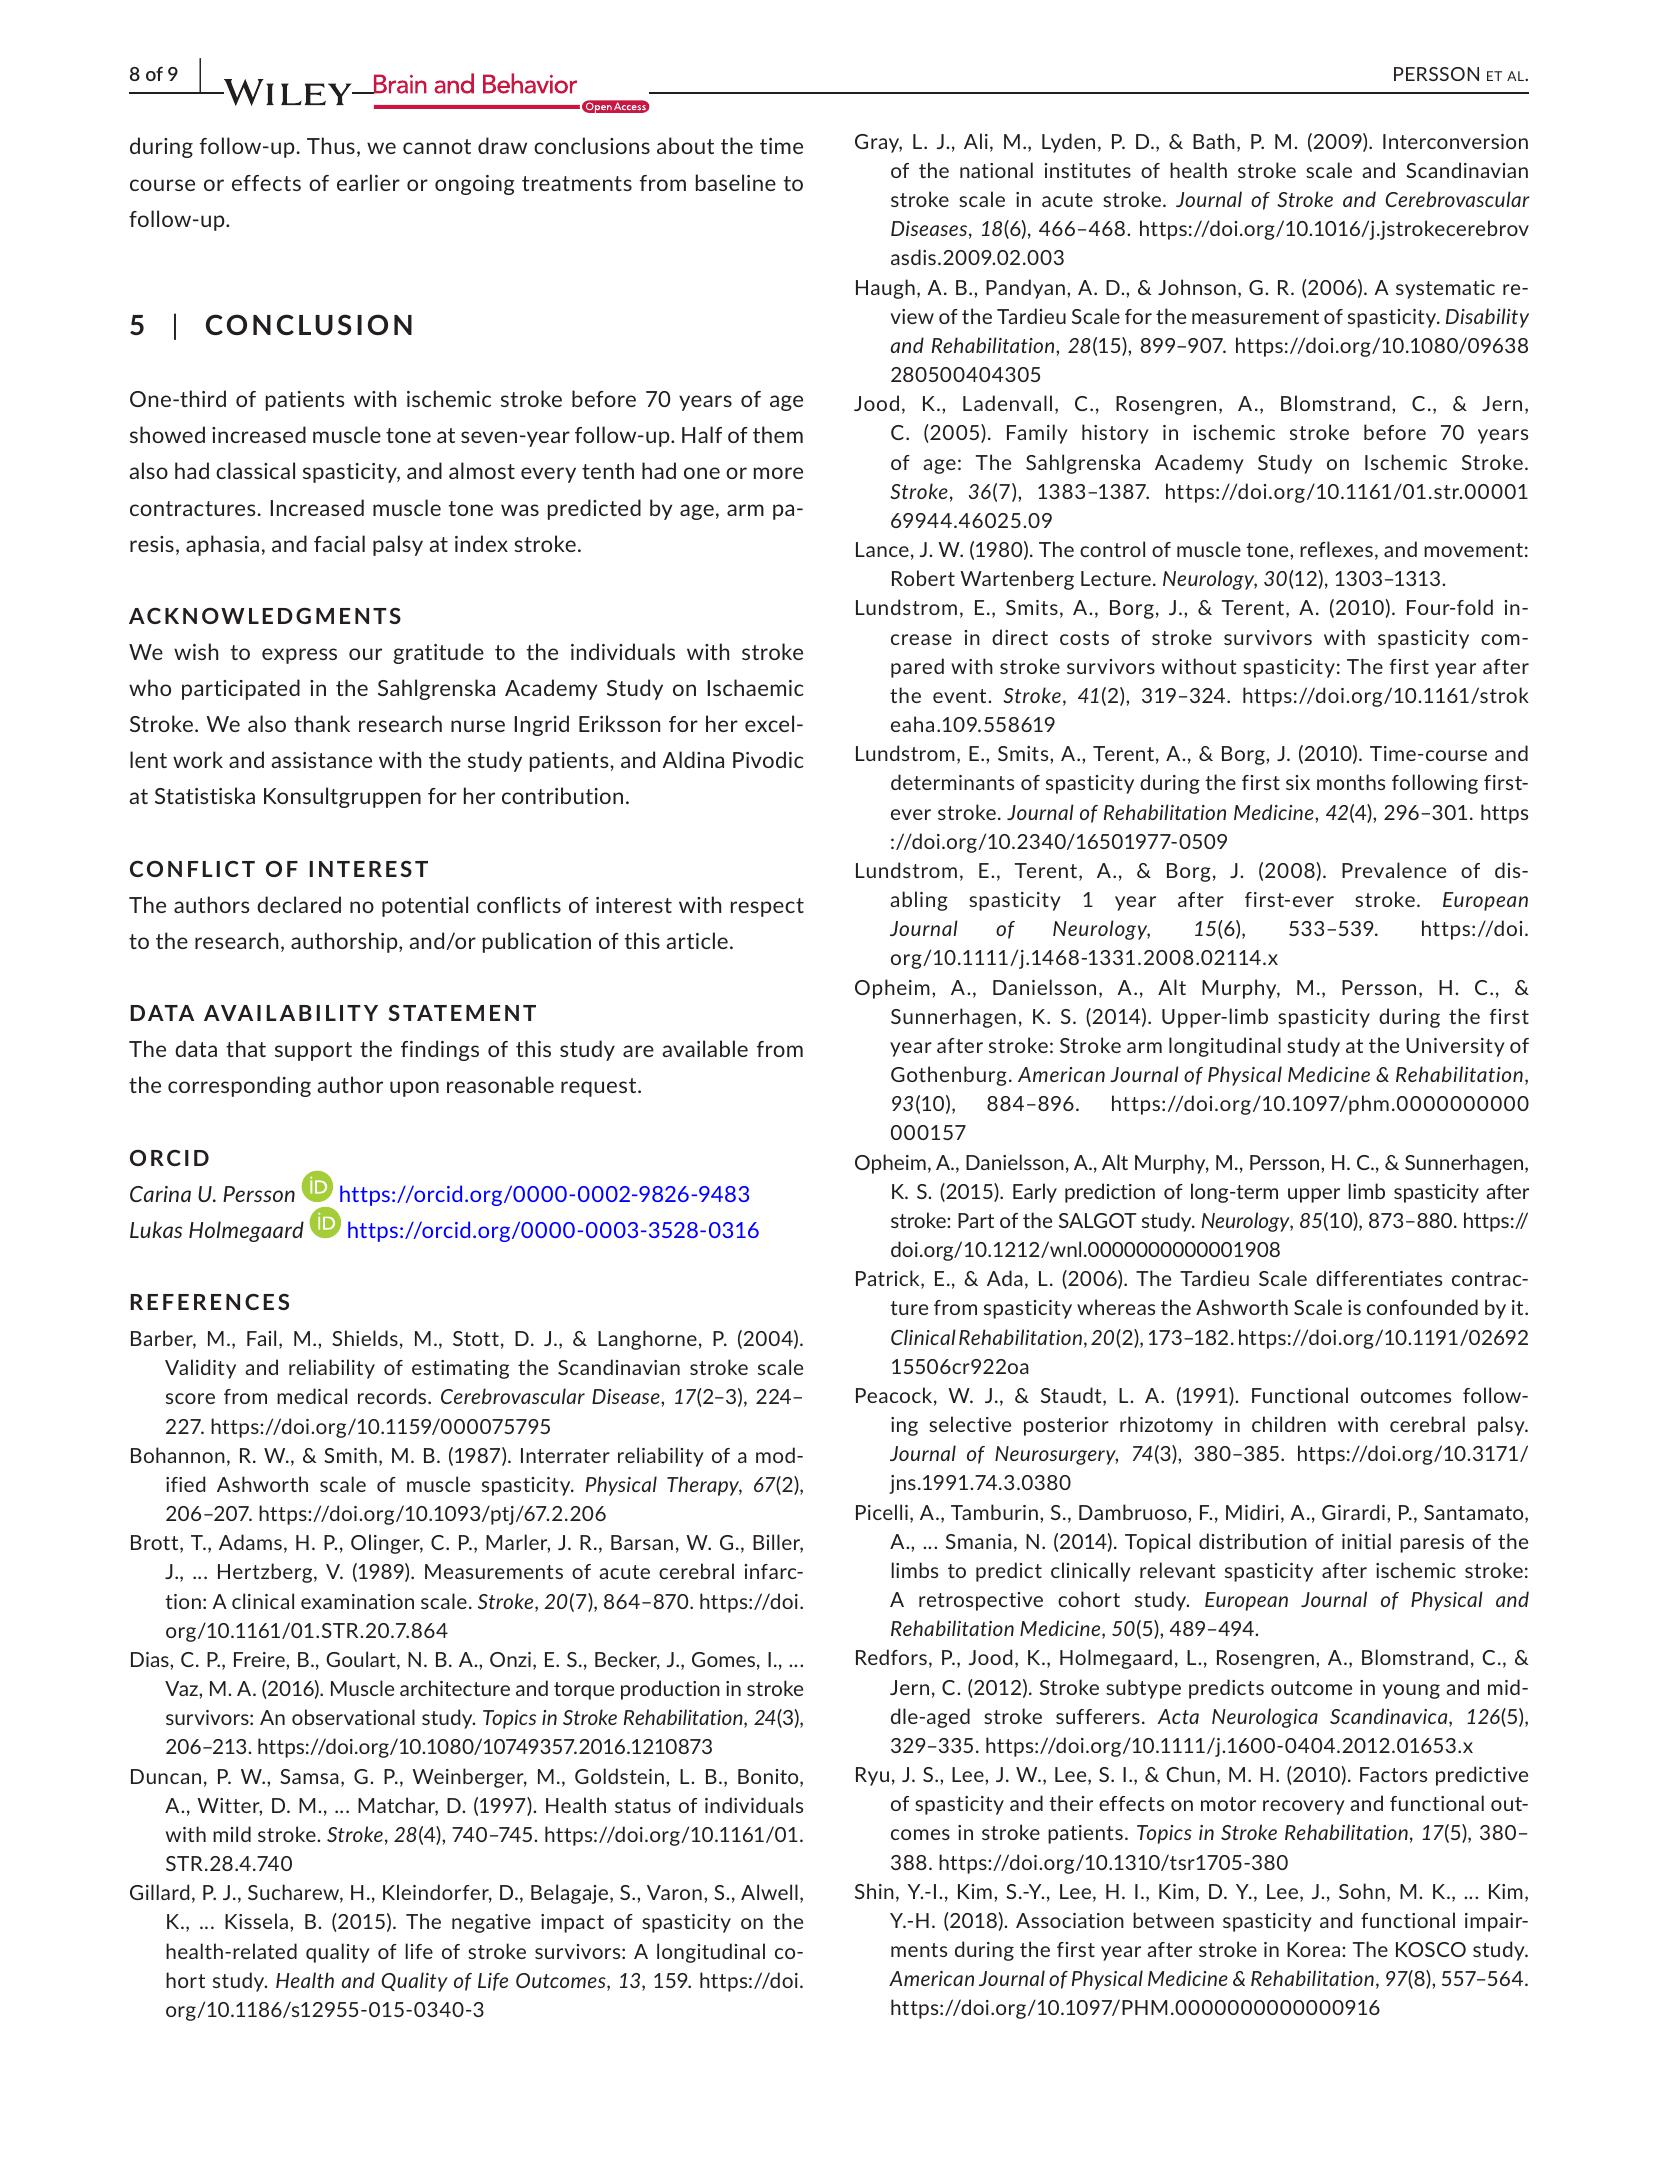 8 of 9
WILEY
Brain and Behavior
Open Access
PERSSON ET AL.
during follow-up. Thus, we cannot draw conclusions about the time
course or effects of earlier or ongoing treatments from baseline to
follow-up.
5 | CONCLUSION
One-third of patients with ischemic stroke before 70 years of age
showed increased muscle tone at seven-year follow-up. Half of them
also had classical spasticity, and almost every tenth had one or more
contractures. Increased muscle tone was predicted by age, arm pa-
resis, aphasia, and facial palsy at index stroke.
ACKNOWLEDGMENTS
We wish to express our gratitude to the individuals with stroke
who participated in the Sahlgrenska Academy Study on Ischaemic
Stroke. We also thank research nurse Ingrid Eriksson for her excel-
lent work and assistance with the study patients, and Aldina Pivodic
at Statistiska Konsultgruppen for her contribution.
CONFLICT OF INTEREST
The authors declared no potential conflicts of interest with respect
to the research, authorship, and/or publication of this article.
DATA AVAILABILITY STATEMENT
The data that support the findings of this study are available from
the corresponding author upon reasonable request.
ORCID
Carina U. Persson iD https://orcid.org/0000-0002-9826-9483
Lukas Holmegaard iD https://orcid.org/0000-0003-3528-0316
REFERENCES
Barber, M., Fail, M., Shields, M., Stott, D. J., & Langhorne, P. (2004).
Validity and reliability of estimating the Scandinavian stroke scale
score from medical records. Cerebrovascular Disease, 17(2–3), 224–
227. https://doi.org/10.1159/000075795
Bohannon, R. W., & Smith, M. B. (1987). Interrater reliability of a mod-
ified Ashworth scale of muscle spasticity. Physical Therapy, 67(2),
206–207. https://doi.org/10.1093/ptj/67.2.206
Brott, T., Adams, H. P., Olinger, C. P., Marler, J. R., Barsan, W. G., Biller,
J., ... Hertzberg, V. (1989). Measurements of acute cerebral infarc-
tion: A clinical examination scale. Stroke, 20(7), 864–870. https://doi.
org/10.1161/01.STR.20.7.864
Dias, C. P., Freire, B., Goulart, N. B. A., Onzi, E. S., Becker, J., Gomes, I., ...
Vaz, M. A. (2016). Muscle architecture and torque production in stroke
survivors: An observational study. Topics in Stroke Rehabilitation, 24(3),
206–213. https://doi.org/10.1080/10749357.2016.1210873
Duncan, P. W., Samsa, G. P., Weinberger, M., Goldstein, L. B., Bonito,
A., Witter, D. M., ... Matchar, D. (1997). Health status of individuals
with mild stroke. Stroke, 28(4), 740–745. https://doi.org/10.1161/01.
STR.28.4.740
Gillard, P. J., Sucharew, H., Kleindorfer, D., Belagaje, S., Varon, S., Alwell,
K., ... Kissela, B. (2015). The negative impact of spasticity on the
health-related quality of life of stroke survivors: A longitudinal co-
hort study. Health and Quality of Life Outcomes, 13, 159. https://doi.
org/10.1186/s12955-015-0340-3
Gray, L. J., Ali, M., Lyden, P. D., & Bath, P. M. (2009). Interconversion
of the national institutes of health stroke scale and Scandinavian
stroke scale in acute stroke. Journal of Stroke and Cerebrovascular
Diseases, 18(6), 466–468. https://doi.org/10.1016/j.jstrokecerebrov
asdis.2009.02.003
Haugh, A. B., Pandyan, A. D., & Johnson, G. R. (2006). A systematic re-
view of the Tardieu Scale for the measurement of spasticity. Disability
and Rehabilitation, 28(15), 899–907. https://doi.org/10.1080/09638
280500404305
Jood, K., Ladenvall, C., Rosengren, A., Blomstrand, C., & Jern,
C. (2005). Family history in ischemic stroke before 70 years
of age: The Sahlgrenska Academy Study on Ischemic Stroke.
Stroke, 36(7), 1383–1387. https://doi.org/10.1161/01.str.00001
69944.46025.09
Lance, J. W. (1980). The control of muscle tone, reflexes, and movement:
Robert Wartenberg Lecture. Neurology, 30(12), 1303–1313.
Lundstrom, E., Smits, A., Borg, J., & Terent, A. (2010). Four-fold in-
crease in direct costs of stroke survivors with spasticity com-
pared with stroke survivors without spasticity: The first year after
the event. Stroke, 41(2), 319–324. https://doi.org/10.1161/strok
eaha.109.558619
Lundstrom, E., Smits, A., Terent, A., & Borg, J. (2010). Time-course and
determinants of spasticity during the first six months following first-
ever stroke. Journal of Rehabilitation Medicine, 42(4), 296–301. https
://doi.org/10.2340/16501977-0509
Lundstrom, E., Terent, A., & Borg, J. (2008). Prevalence of dis-
abling spasticity 1 year after first-ever stroke. European
Journal of Neurology, 15(6), 533–539. https://doi.
org/10.1111/j.1468-1331.2008.02114.x
Opheim, A., Danielsson, A., Alt Murphy, M., Persson, H. C., &
Sunnerhagen, K. S. (2014). Upper-limb spasticity during the first
year after stroke: Stroke arm longitudinal study at the University of
Gothenburg. American Journal of Physical Medicine & Rehabilitation,
93(10), 884–896. https://doi.org/10.1097/phm.0000000000
000157
Opheim, A., Danielsson, A., Alt Murphy, M., Persson, H. C., & Sunnerhagen,
K. S. (2015). Early prediction of long-term upper limb spasticity after
stroke: Part of the SALGOT study. Neurology, 85(10), 873–880. https://
doi.org/10.1212/wnl.0000000000001908
Patrick, E., & Ada, L. (2006). The Tardieu Scale differentiates contrac-
ture from spasticity whereas the Ashworth Scale is confounded by it.
Clinical Rehabilitation, 20(2), 173–182. https://doi.org/10.1191/02692
15506cr922oa
Peacock, W. J., & Staudt, L. A. (1991). Functional outcomes follow-
ing selective posterior rhizotomy in children with cerebral palsy.
Journal of Neurosurgery, 74(3), 380–385. https://doi.org/10.3171/
jns.1991.74.3.0380
Picelli, A., Tamburin, S., Dambruoso, F., Midiri, A., Girardi, P., Santamato,
A., ... Smania, N. (2014). Topical distribution of initial paresis of the
limbs to predict clinically relevant spasticity after ischemic stroke:
A retrospective cohort study. European Journal of Physical and
Rehabilitation Medicine, 50(5), 489–494.
Redfors, P., Jood, K., Holmegaard, L., Rosengren, A., Blomstrand, C., &
Jern, C. (2012). Stroke subtype predicts outcome in young and mid-
dle-aged stroke sufferers. Acta Neurologica Scandinavica, 126(5),
329–335. https://doi.org/10.1111/j.1600-0404.2012.01653.x
Ryu, J. S., Lee, J. W., Lee, S. I., & Chun, M. H. (2010). Factors predictive
of spasticity and their effects on motor recovery and functional out-
comes in stroke patients. Topics in Stroke Rehabilitation, 17(5), 380–
388. https://doi.org/10.1310/tsr1705-380
Shin, Y.-I., Kim, S.-Y., Lee, H. I., Kim, D. Y., Lee, J., Sohn, M. K., ... Kim,
Y.-H. (2018). Association between spasticity and functional impair-
ments during the first year after stroke in Korea: The KOSCO study.
American Journal of Physical Medicine & Rehabilitation, 97(8), 557–564.
https://doi.org/10.1097/PHM.0000000000000916